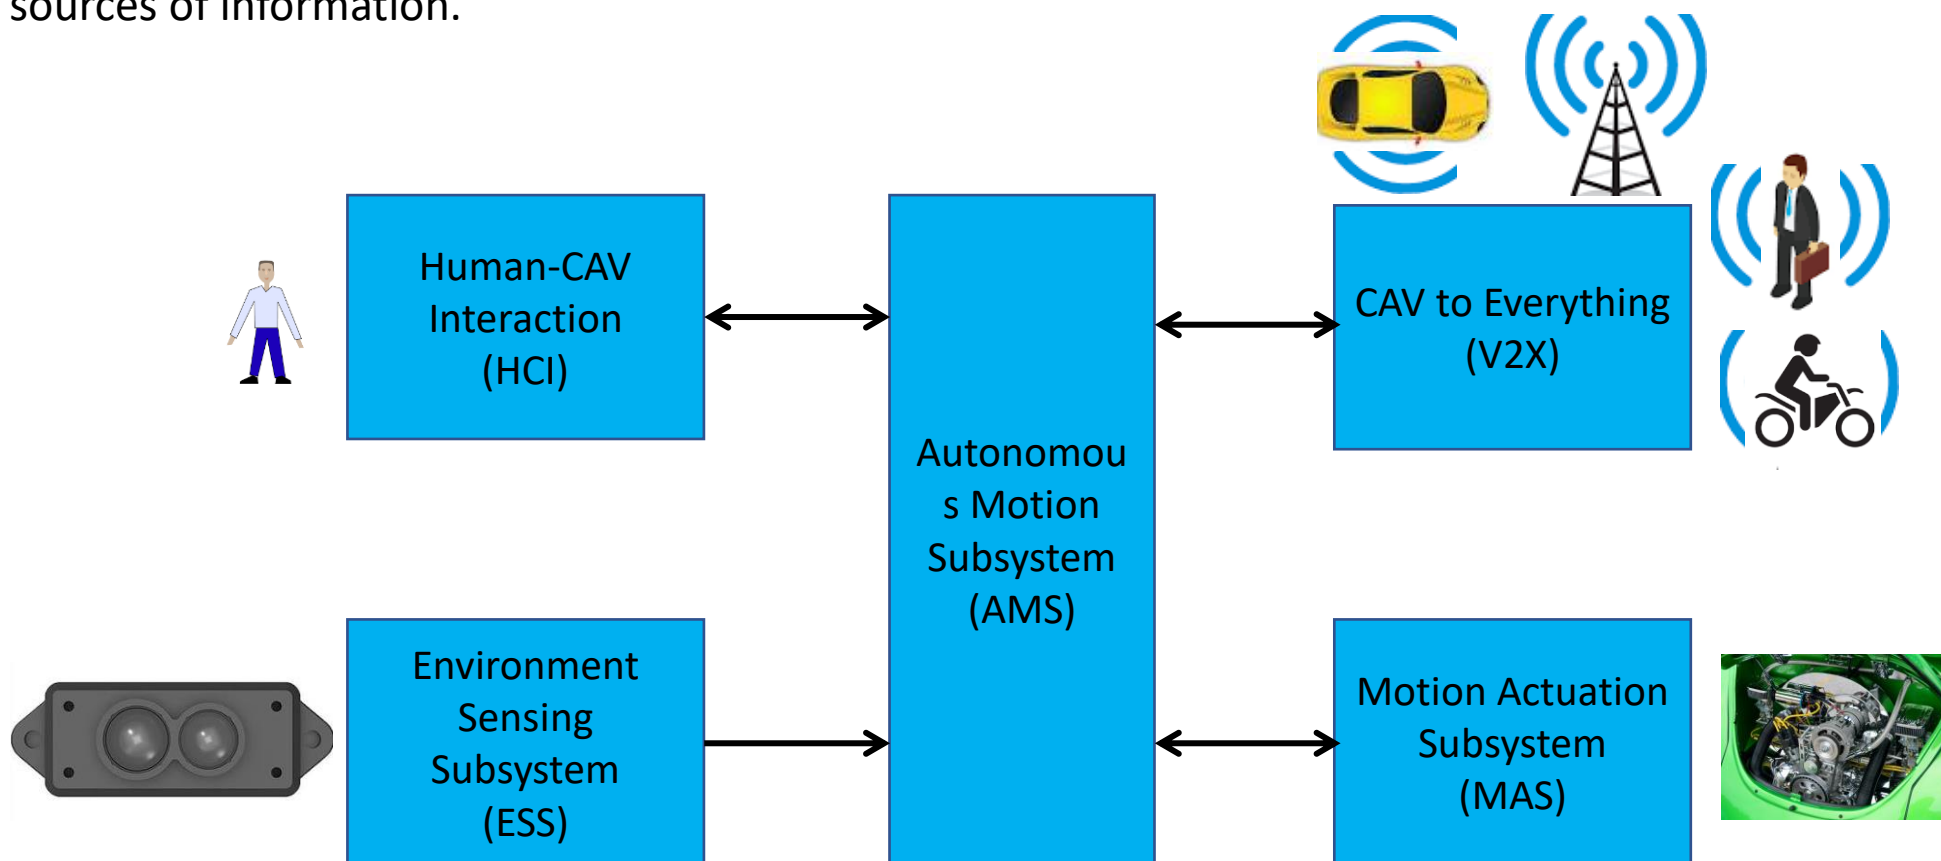 sources of information.
Human-CAV
Interaction
(HCI)
CAV to Everything
(V2X)
Autonomou
s Motion
Subsystem
(AMS)
Environment
Sensing
Subsystem
(ESS)
Motion Actuation
Subsystem
(MAS)